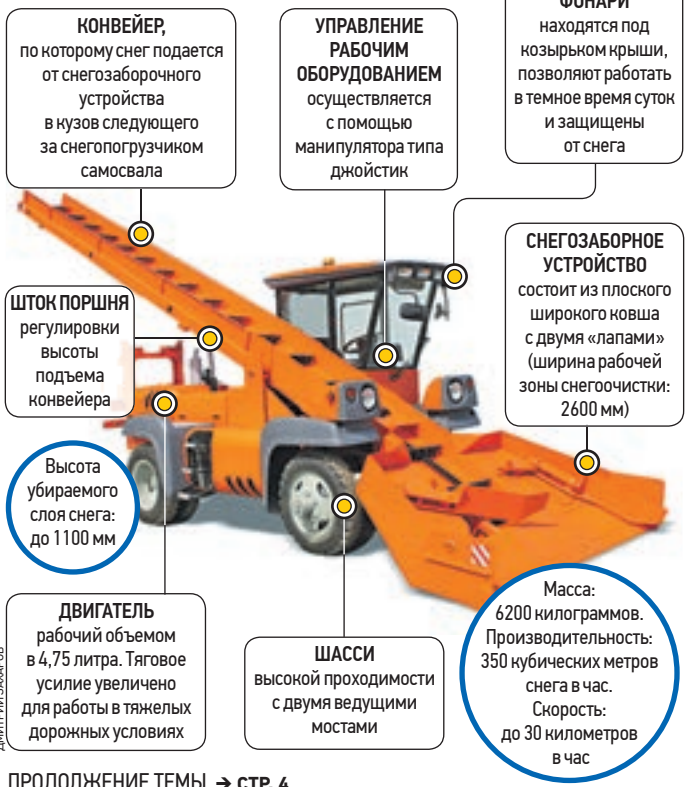 КОНВЕЙЕР,
по которому снег подается
от снегозаборочного
устройства
в кузов следующего
за снегопогрузчиком
самосвала
УПРАВЛЕНИЕ
РАБОЧИМ
ОБОРУДОВАНИЕМ
осуществляется
с помощью
манипулятора типа
джойстик
ФОНАРИ
находятся под
козырьком крыши,
позволяют работать
в темное время суток
и защищены
от снега
СНЕГОЗАБОРНОЕ
УСТРОЙСТВО
состоит из плоского
широкого ковша
с двумя «лапами»
(ширина рабочей
зоны снегоочистки:
2600 мм)
ШТОК ПОРШНЯ
регулировки
высоты
подъема
конвейера
Высота
убираемого
слоя снега:
до 1100 мм
ДВИГАТЕЛЬ
рабочий объемом
в 4,75 литра. Тяговое
усилие увеличено
для работы в тяжелых
дорожных условиях
ШАССИ
высокой проходимости
с двумя ведущими
мостами
Масса:
6200 килограммов.
Производительность:
350 кубических метров
снега в час.
Скорость:
до 30 километров
в час
ПРОДОЛЖЕНИЕ ТЕМЫ → СТР. 4